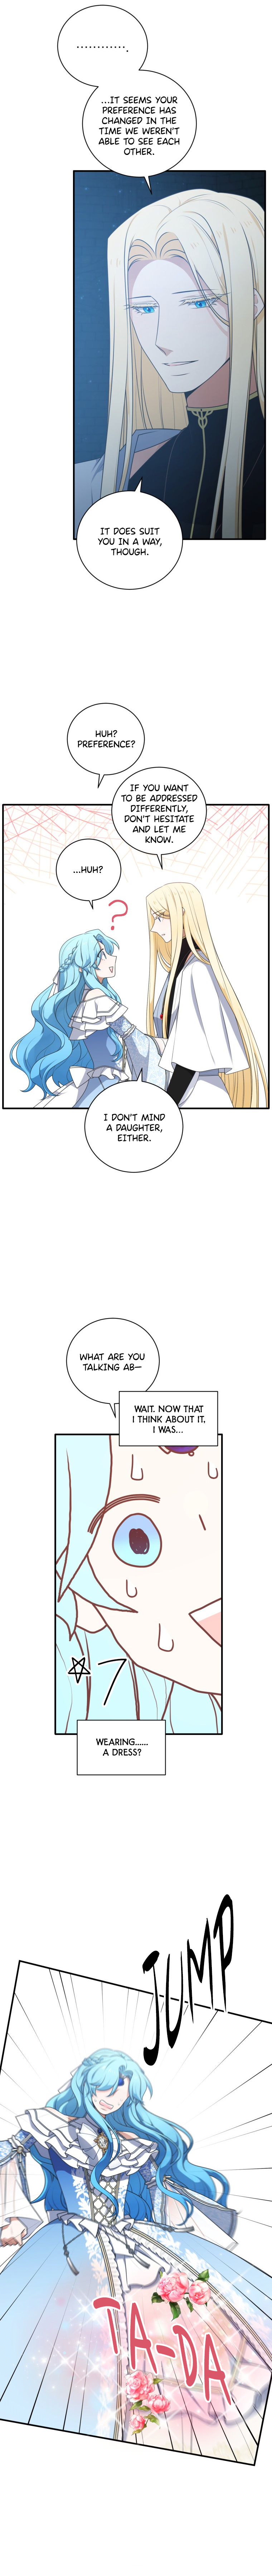 ............
...IT SEEMS YOUR
PREFERENCE HAS
CHANGED IN THE
TIME WE WEREN'T
ABLE TO SEE EACH
OTHER.
IT DOES SUIT
YOU IN A WAY,
THOUGH.
HUH?
PREFERENCE?
IF YOU WANT
TO BE ADDRESSED
DIFFERENTLY,
DON'T HESITATE
AND LET ME
KNOW.
...HUH?
?
I DON'T MIND
A DAUGHTER,
EITHER.
WHAT ARE YOU
TALKING AB—
WAIT. NOW THAT
I THINK ABOUT IT,
I WAS...
WEARING......
A DRESS?
JUMP
TA-DA